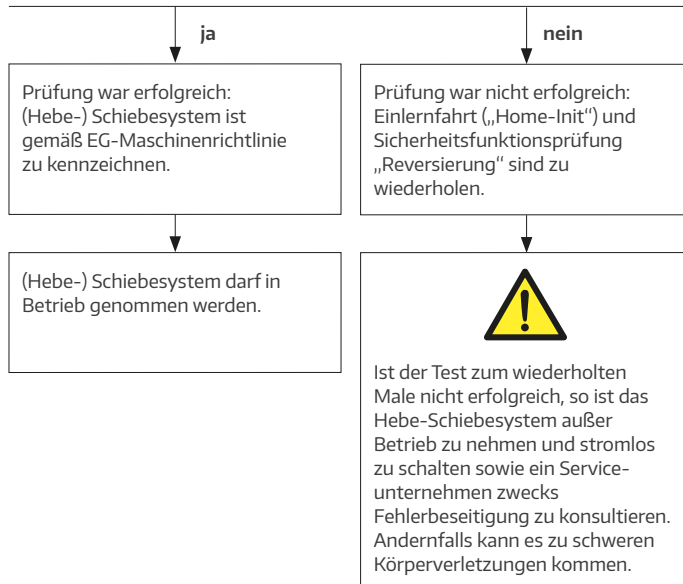 ja
Prüfung war erfolgreich:
(Hebe-) Schiebesystem ist
gemäß EG-Maschinenrichtlinie
zu kennzeichnen.
(Hebe-) Schiebesystem darf in
Betrieb genommen werden.
nein
Prüfung war nicht erfolgreich:
Einlernfahrt („Home-Init“) und
Sicherheitsfunktionsprüfung
„Reversierung“ sind zu
wiederholen.
Ist der Test zum wiederholten
Male nicht erfolgreich, so ist das
Hebe-Schiebesystem außer
Betrieb zu nehmen und stromlos
zu schalten sowie ein Service-
unternehmen zwecks
Fehlerbeseitigung zu konsultieren.
Andernfalls kann es zu schweren
Körperverletzungen kommen.